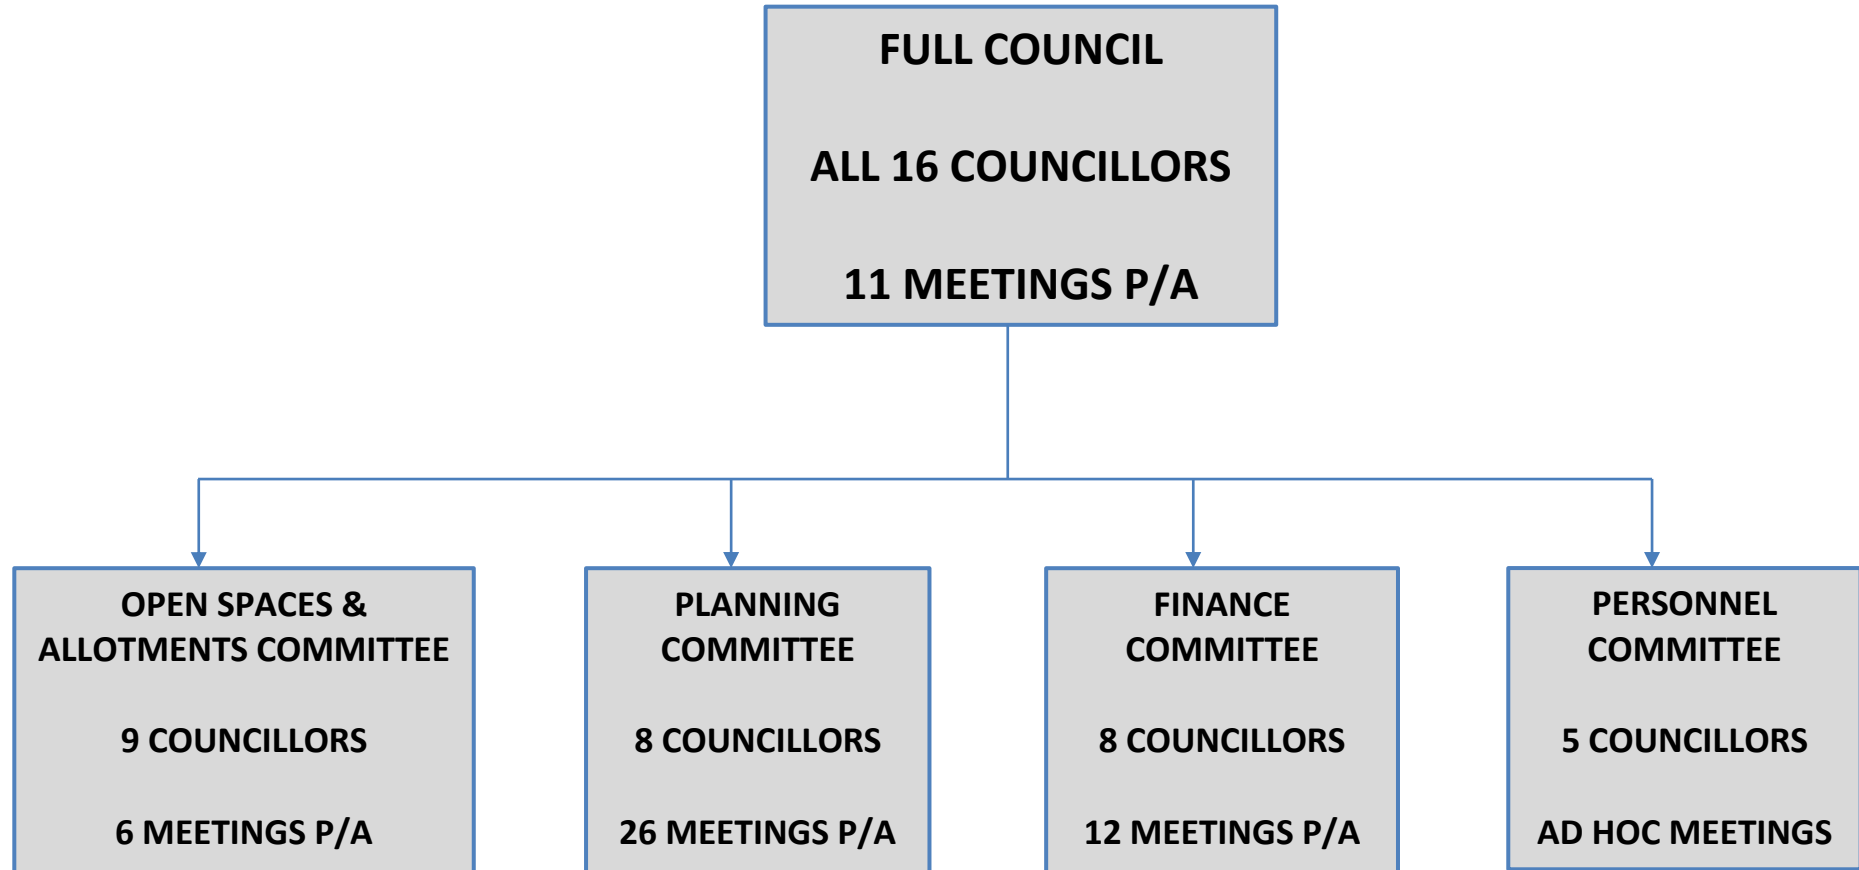 FULL COUNCIL
ALL 16 COUNCILLORS
11 MEETINGS P/A
OPEN SPACES &
ALLOTMENTS COMMITTEE
9 COUNCILLORS
6 MEETINGS P/A
PLANNING
COMMITTEE
8 COUNCILLORS
26 MEETINGS P/A
FINANCE
COMMITTEE
8 COUNCILLORS
12 MEETINGS P/A
PERSONNEL
COMMITTEE
5 COUNCILLORS
AD HOC MEETINGS